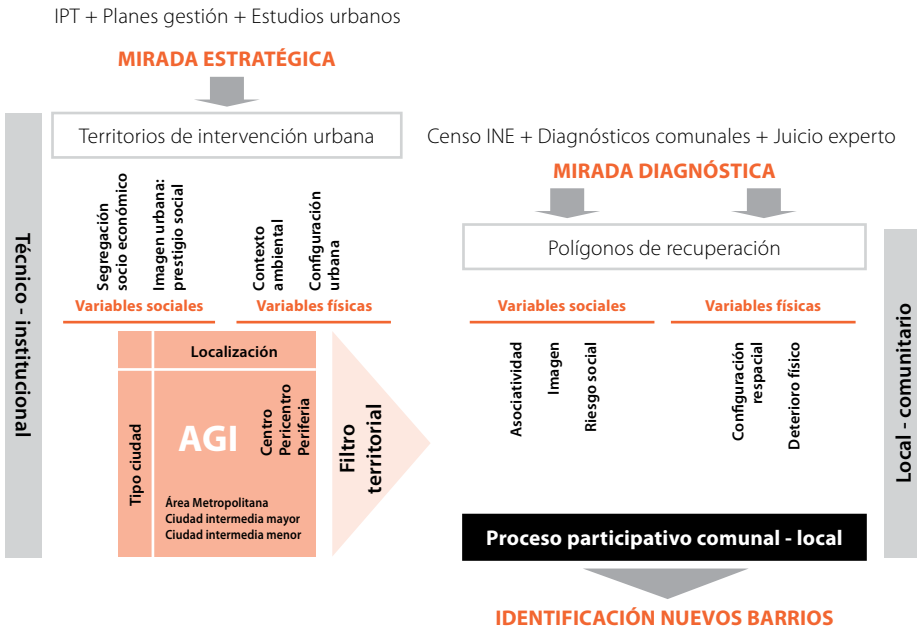 IPT + Planes gestión + Estudios urbanos
MIRADA ESTRATÉGICA
Territorios de intervención urbana
Técnico - institucional
Segregación
socio económico
Imagen urbana:
prestigio social
Contexto
ambiental
Configuración
urbana
Variables sociales
Variables físicas
Localización
Tipo ciudad
AGI
Centro
Pericentro
Periferia
Área Metropolitana
Ciudad intermedia mayor
Ciudad intermedia menor
Filtro
territorial
Censo INE + Diagnósticos comunales + Juicio experto
MIRADA DIAGNÓSTICA
Polígonos de recuperación
Variables sociales
Variables físicas
Asociatividad
Imagen
Riesgo social
Configuración
respacial
Deterioro físico
Local - comunitario
Proceso participativo comunal - local
IDENTIFICACIÓN NUEVOS BARRIOS